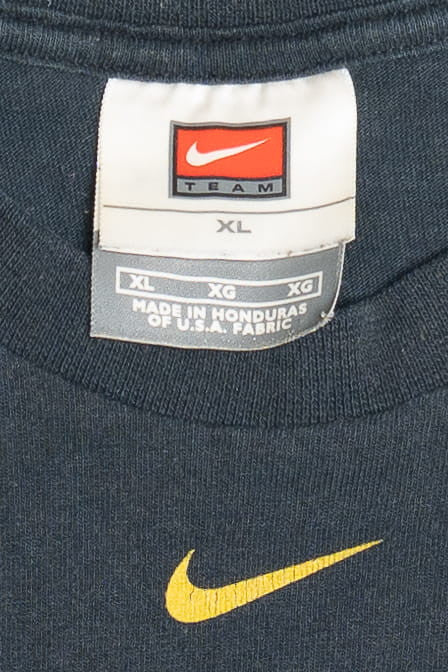 TEAM
XL
XL XG XG
MADE IN HONDURAS
OF U.S.A. FABRIC